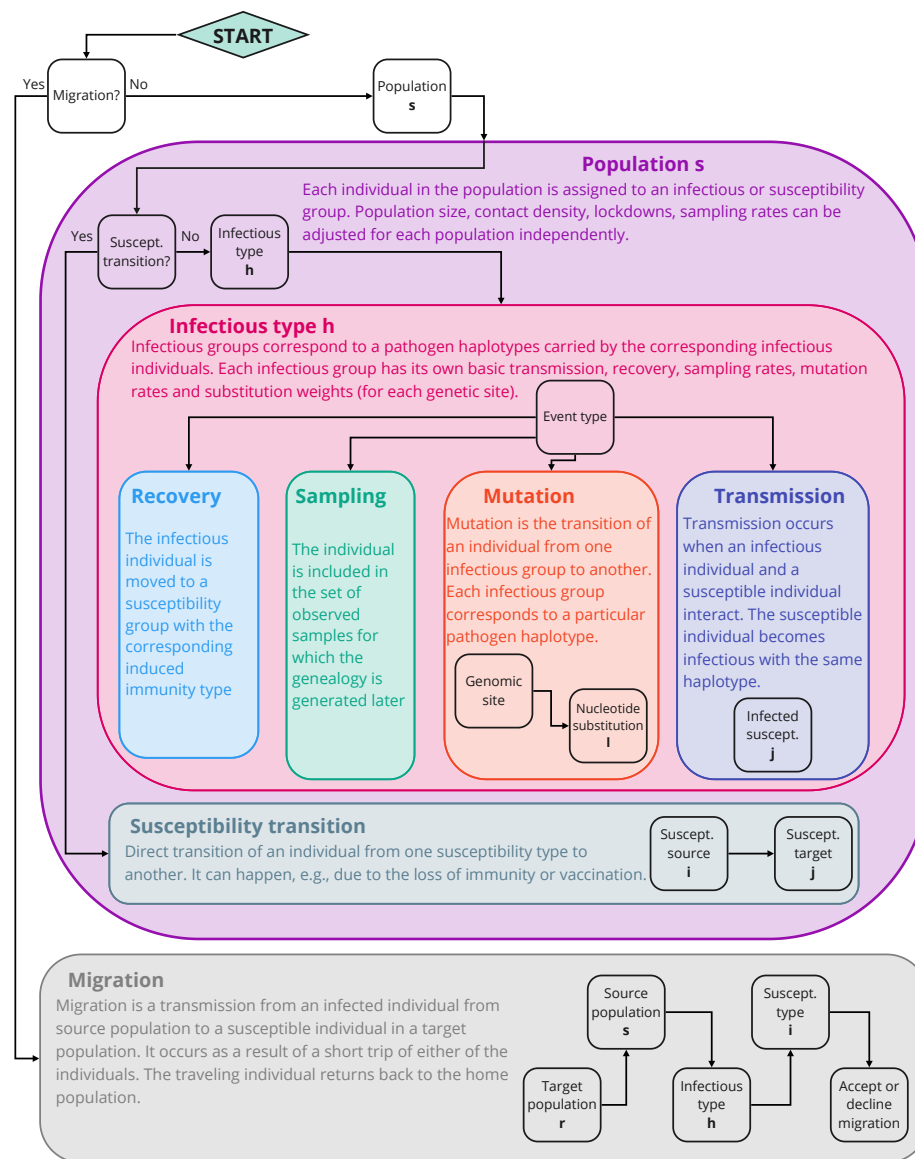 START
Yes
Migration?
No
Population
s
Population s
Each individual in the population is assigned to an infectious or susceptibility
group. Population size, contact density, lockdowns, sampling rates can be
adjusted for each population independently.
Yes
Suscept.
transition?
No
Infectious
type
h
Infectious type h
Infectious groups correspond to a pathogen haplotypes carried by the corresponding infectious
individuals. Each infectious group has its own basic transmission, recovery, sampling rates, mutation
rates and substitution weights (for each genetic site).
Event type
Recovery
The infectious
individual is
moved to a
susceptibility
group with the
corresponding
induced
immunity type
Sampling
The individual
is included in
the set of
observed
samples for
which the
genealogy is
generated later
Mutation
Mutation is the transition of
an individual from one
infectious group to another.
Each infectious group
corresponds to a particular
pathogen haplotype.
Genomic
site
Nucleotide
substitution
l
Transmission
Transmission occurs
when an infectious
individual and a
susceptible individual
interact. The susceptible
individual becomes
infectious with the same
haplotype.
Infected
suscept.
j
Susceptibility transition
Direct transition of an individual from one susceptibility type to
another. It can happen, e.g., due to the loss of immunity or vaccination.
Suscept.
source
i
Suscept.
target
j
Migration
Migration is a transmission from an infected individual from
source population to a susceptible individual in a target
population. It occurs as a result of a short trip of either of the
individuals. The traveling individual returns back to the home
population.
Target
population
r
Source
population
s
Infectious
type
h
Suscept.
type
i
Accept or
decline
migration